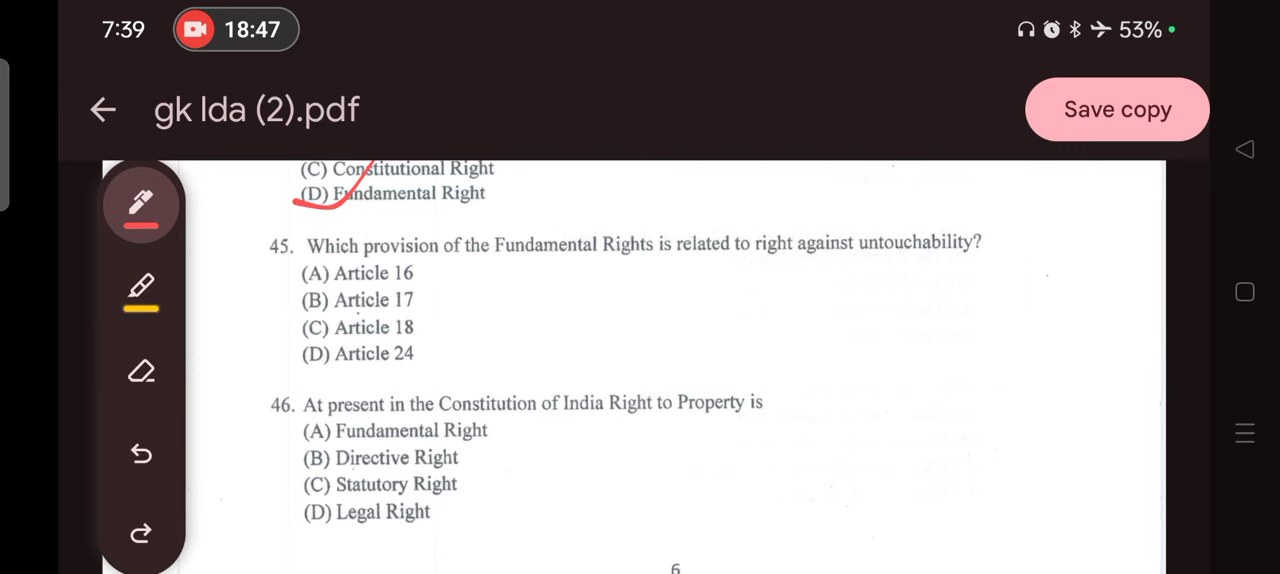 7:39
18:47
53%
gk lda (2).pdf
Save copy
(C) Constitutional Right
(D) Fundamental Right
45. Which provision of the Fundamental Rights is related to right against untouchability?
(A) Article 16
(B) Article 17
(C) Article 18
(D) Article 24
46. At present in the Constitution of India Right to Property is
(A) Fundamental Right
(B) Directive Right
(C) Statutory Right
(D) Legal Right
6